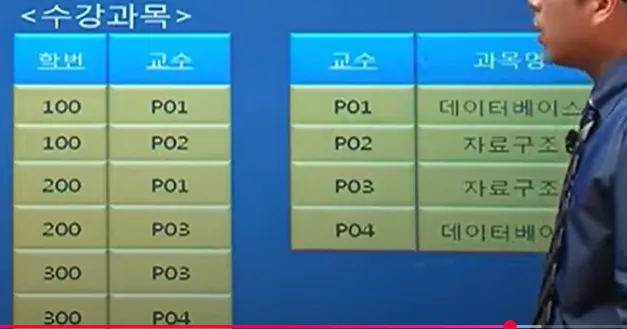 <수강과목>
학번 교수
100 P01
100 P02
200 P01
200 P03
300 P03
300 P04
교수 과목명
P01 데이터베이스
P02 자료구조
P03 자료구조
P04 데이터베이